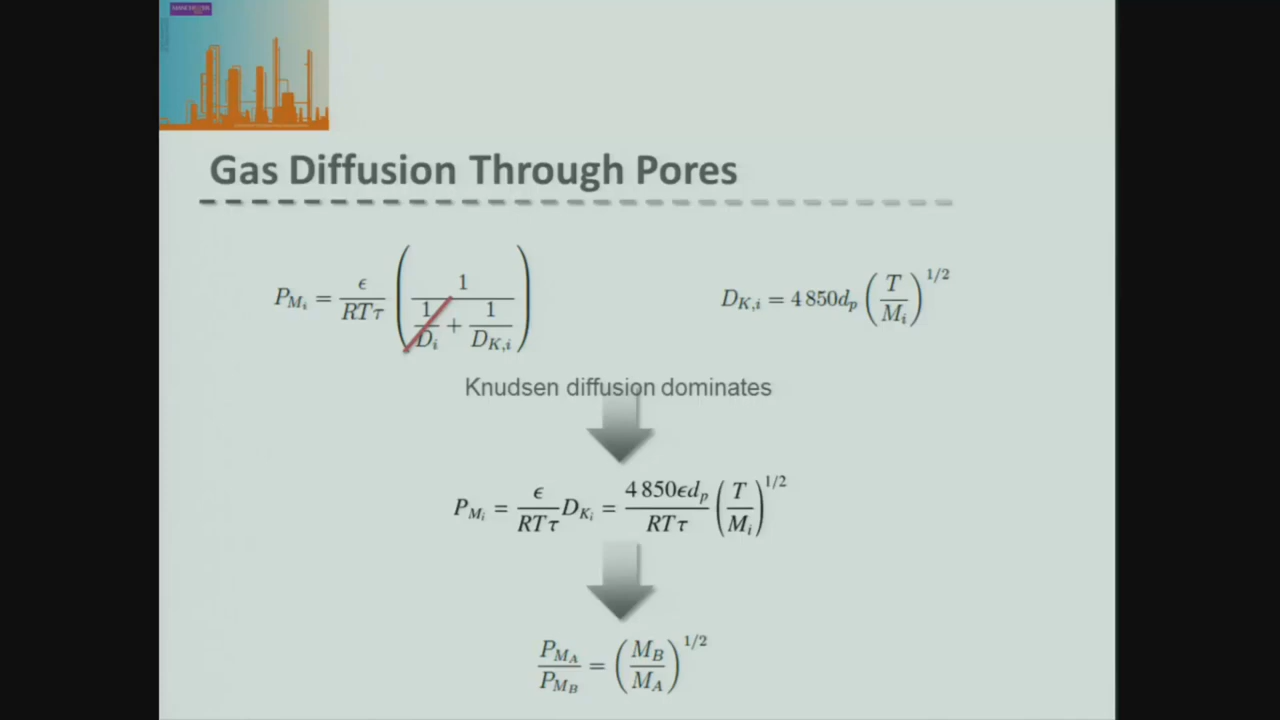 Gas Diffusion Through Pores
P_{M_i} = \frac{\epsilon}{RT\tau} \left( \frac{1}{\frac{1}{D_i} + \frac{1}{D_{K,i}}} \right)
D_{K,i} = 4 850 d_p \left( \frac{T}{M_i} \right)^{1/2}
Knudsen diffusion dominates
P_{M_i} = \frac{\epsilon}{RT\tau} D_{K_i} = \frac{4 850 \epsilon d_p}{RT\tau} \left( \frac{T}{M_i} \right)^{1/2}
\frac{P_{M_A}}{P_{M_B}} = \left( \frac{M_B}{M_A} \right)^{1/2}